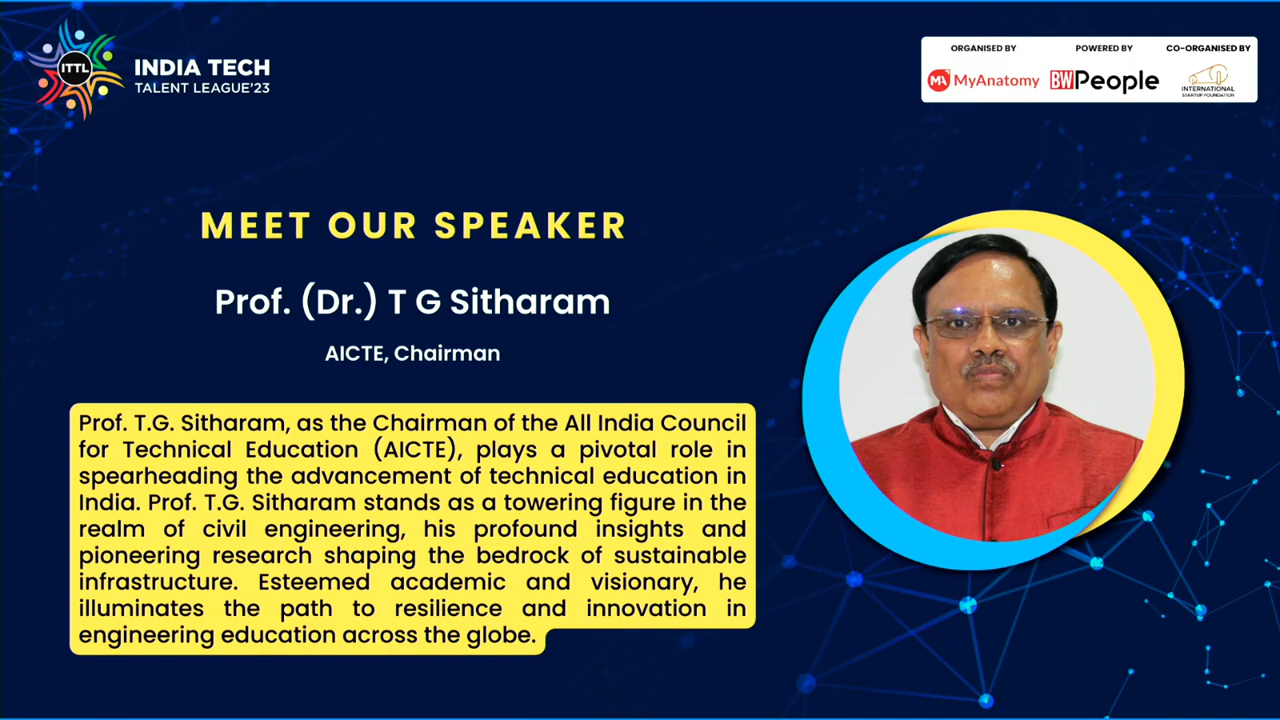 ITTL
INDIA TECH
TALENT LEAGUE'23
ORGANISED BY
POWERED BY
CO-ORGANISED BY
MA MyAnatomy
BW People
INTERNATIONAL
STARTUP FOUNDATION
MEET OUR SPEAKER
Prof. (Dr.) T G Sitharam
AICTE, Chairman
Prof. T.G. Sitharam, as the Chairman of the All India Council
for Technical Education (AICTE), plays a pivotal role in
spearheading the advancement of technical education in
India. Prof. T.G. Sitharam stands as a towering figure in the
realm of civil engineering, his profound insights and
pioneering research shaping the bedrock of sustainable
infrastructure. Esteemed academic and visionary, he
illuminates the path to resilience and innovation in
engineering education across the globe.